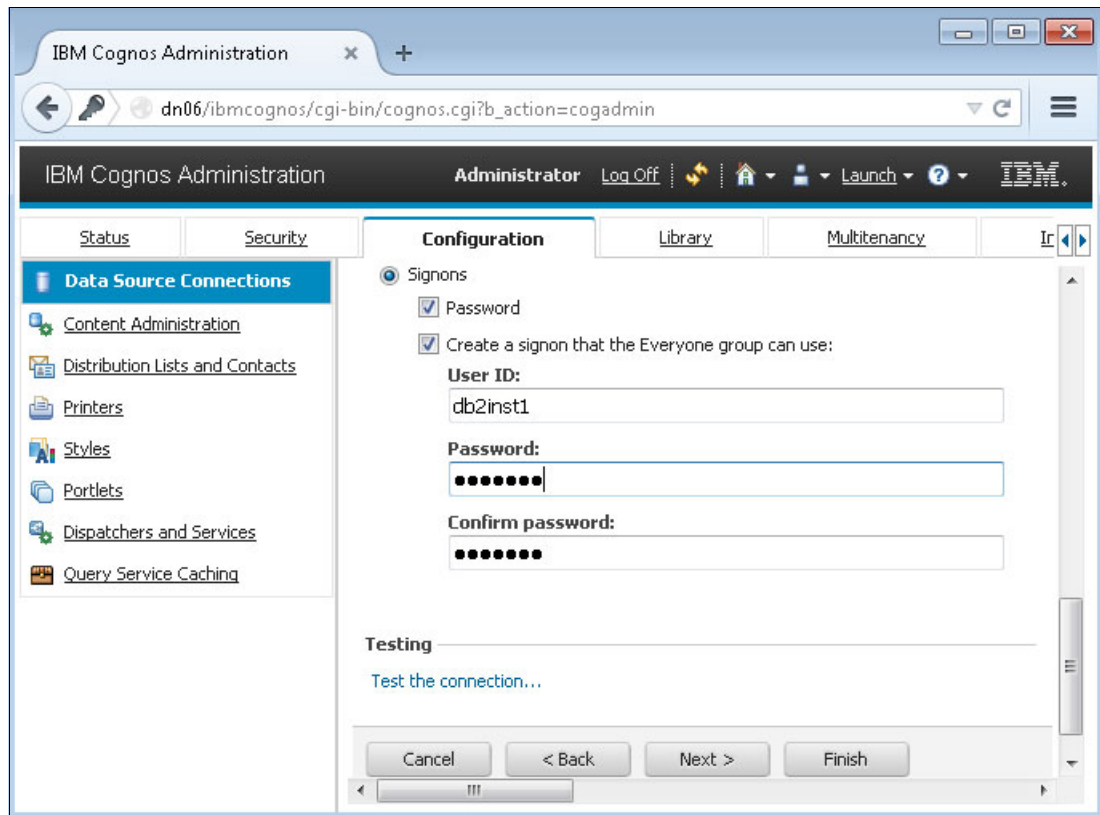 IBM Cognos Administration
dn06/ibmcognos/cgi-bin/cognos.cgi?b_action=cogadmin
IBM Cognos Administration Administrator Log Off Launch IBM.
Status Security Configuration Library Multitenancy
Data Source Connections
Content Administration
Distribution Lists and Contacts
Printers
Styles
Portlets
Dispatchers and Services
Query Service Caching
Signons
Password
Create a signon that the Everyone group can use:
User ID:
db2inst1
Password:
●●●●●●●
Confirm password:
●●●●●●●
Testing
Test the connection...
Cancel < Back Next > Finish